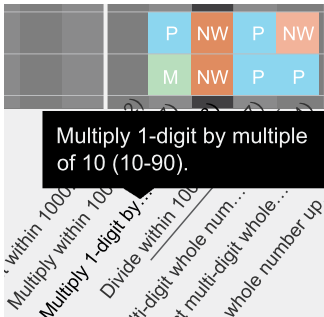 P NW P NW
M NW P P
Multiply 1-digit by multiple
of 10 (10-90).
t within 1000
Multiply within 100
Multiply 1-digit by...
Divide within 100
lti-digit whole num...
t multi-digit whole...
whole number up